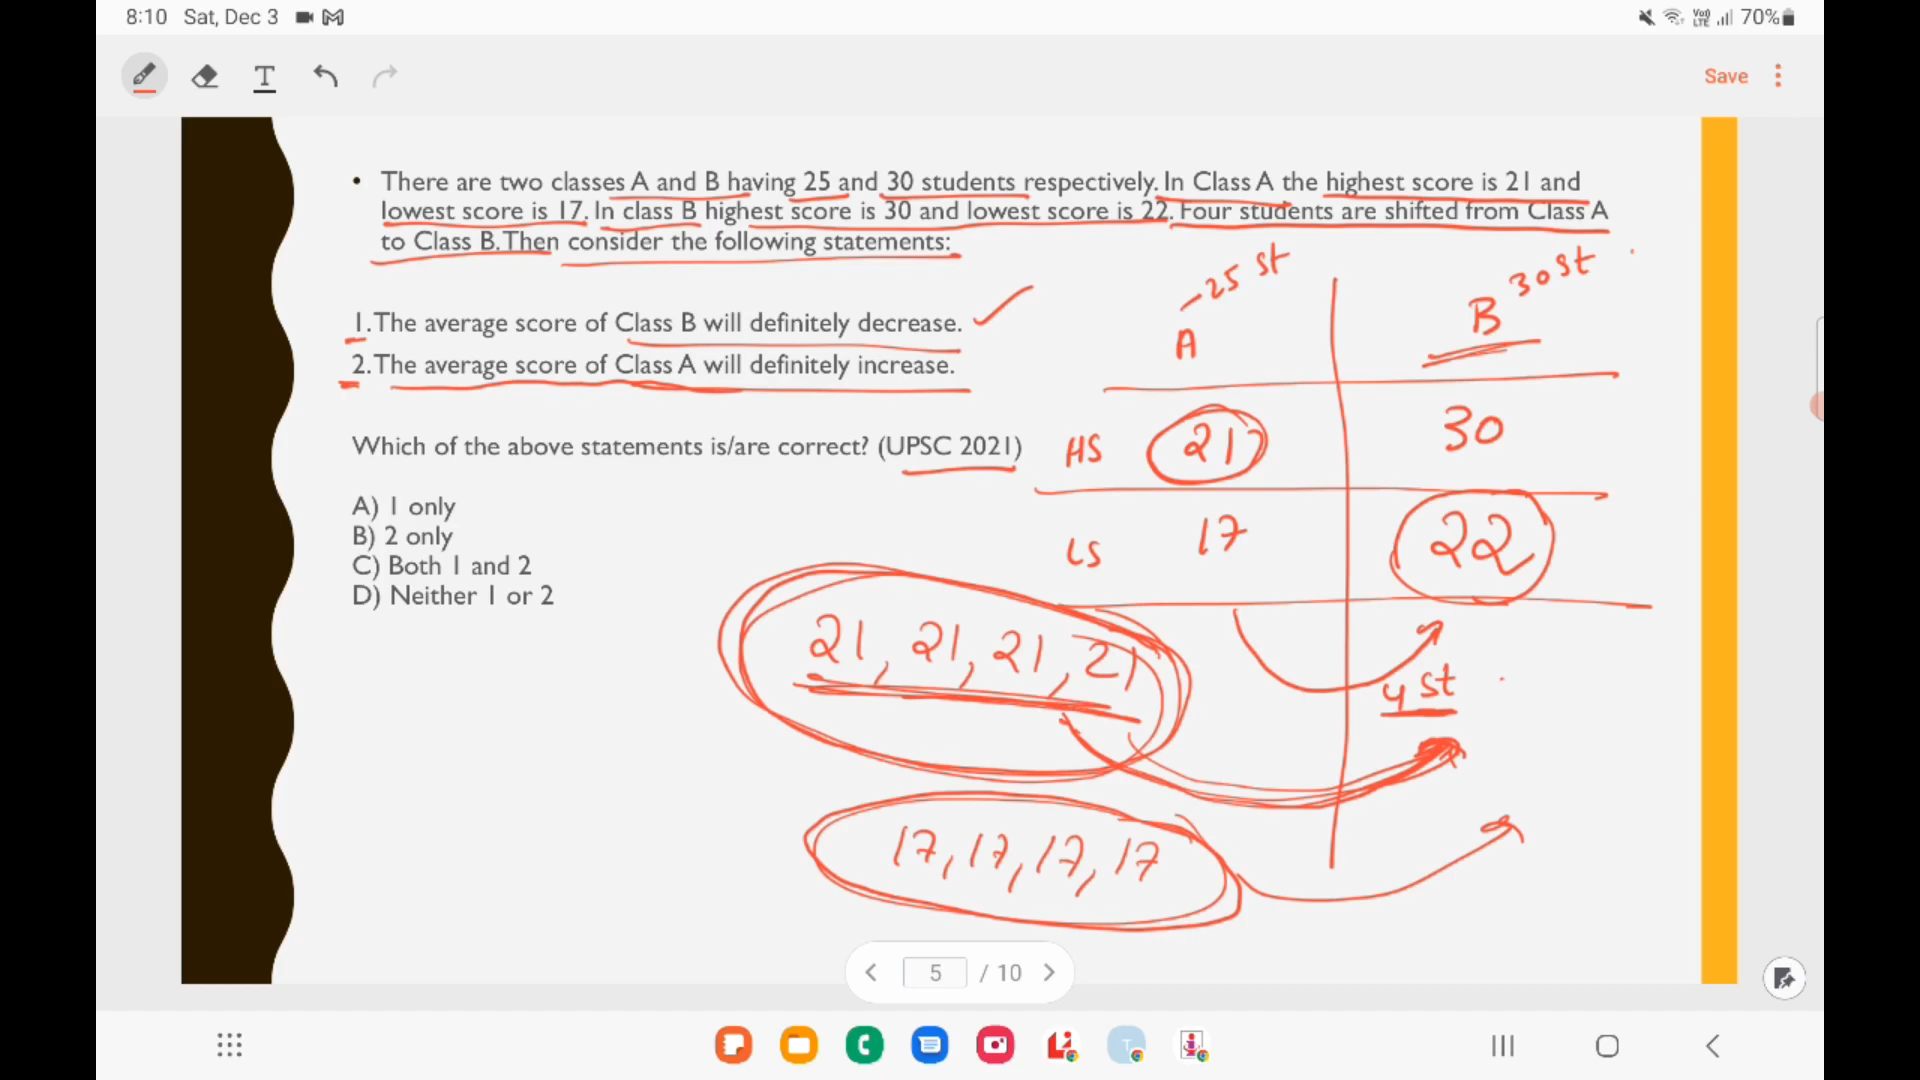 8:10 Sat, Dec 3
Vo)) LTE 70%
T
Save
• There are two classes A and B having 25 and 30 students respectively. In Class A the highest score is 21 and
lowest score is 17. In class B highest score is 30 and lowest score is 22. Four students are shifted from Class A
to Class B. Then consider the following statements:
-25 st
30 st
1.The average score of Class B will definitely decrease.
A
B
2.The average score of Class A will definitely increase.
Which of the above statements is/are correct? (UPSC 2021)
HS 21 30
A) 1 only
B) 2 only
C) Both 1 and 2
D) Neither 1 or 2
LS 17 22
21, 21, 21, 21
4 st
17, 17, 17, 17
5 / 10